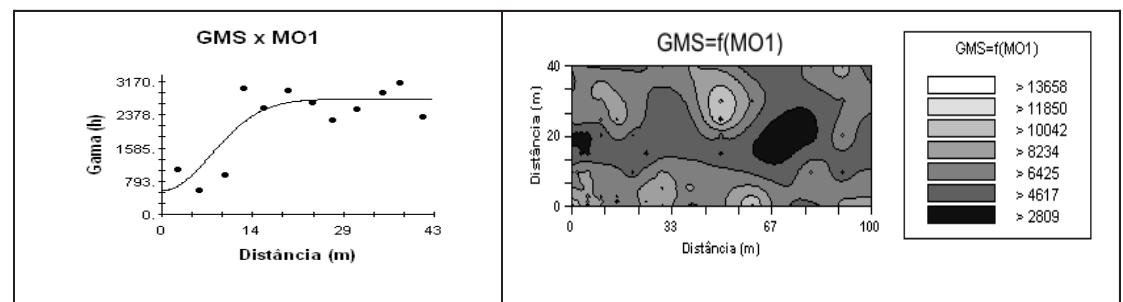 GMS x MO1
Gama (h)
3170.
2378.
1585.
793.
0.
0 14 29 43
Distância (m)
GMS=f(MO1)
Distância (m)
40
20
0
0 33 67 100
Distância (m)
GMS=f(MO1)
> 13658
> 11850
> 10042
> 8234
> 6425
> 4617
> 2809